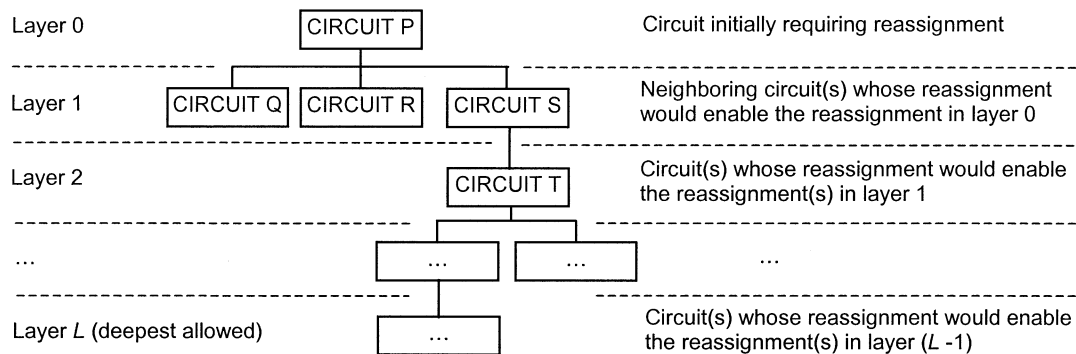 Layer 0
CIRCUIT P
Circuit initially requiring reassignment
Layer 1
CIRCUIT Q
CIRCUIT R
CIRCUIT S
Neighboring circuit(s) whose reassignment
would enable the reassignment in layer 0
Layer 2
CIRCUIT T
Circuit(s) whose reassignment would enable
the reassignment(s) in layer 1
...
...
...
...
Layer L (deepest allowed)
...
Circuit(s) whose reassignment would enable
the reassignment(s) in layer (L -1)